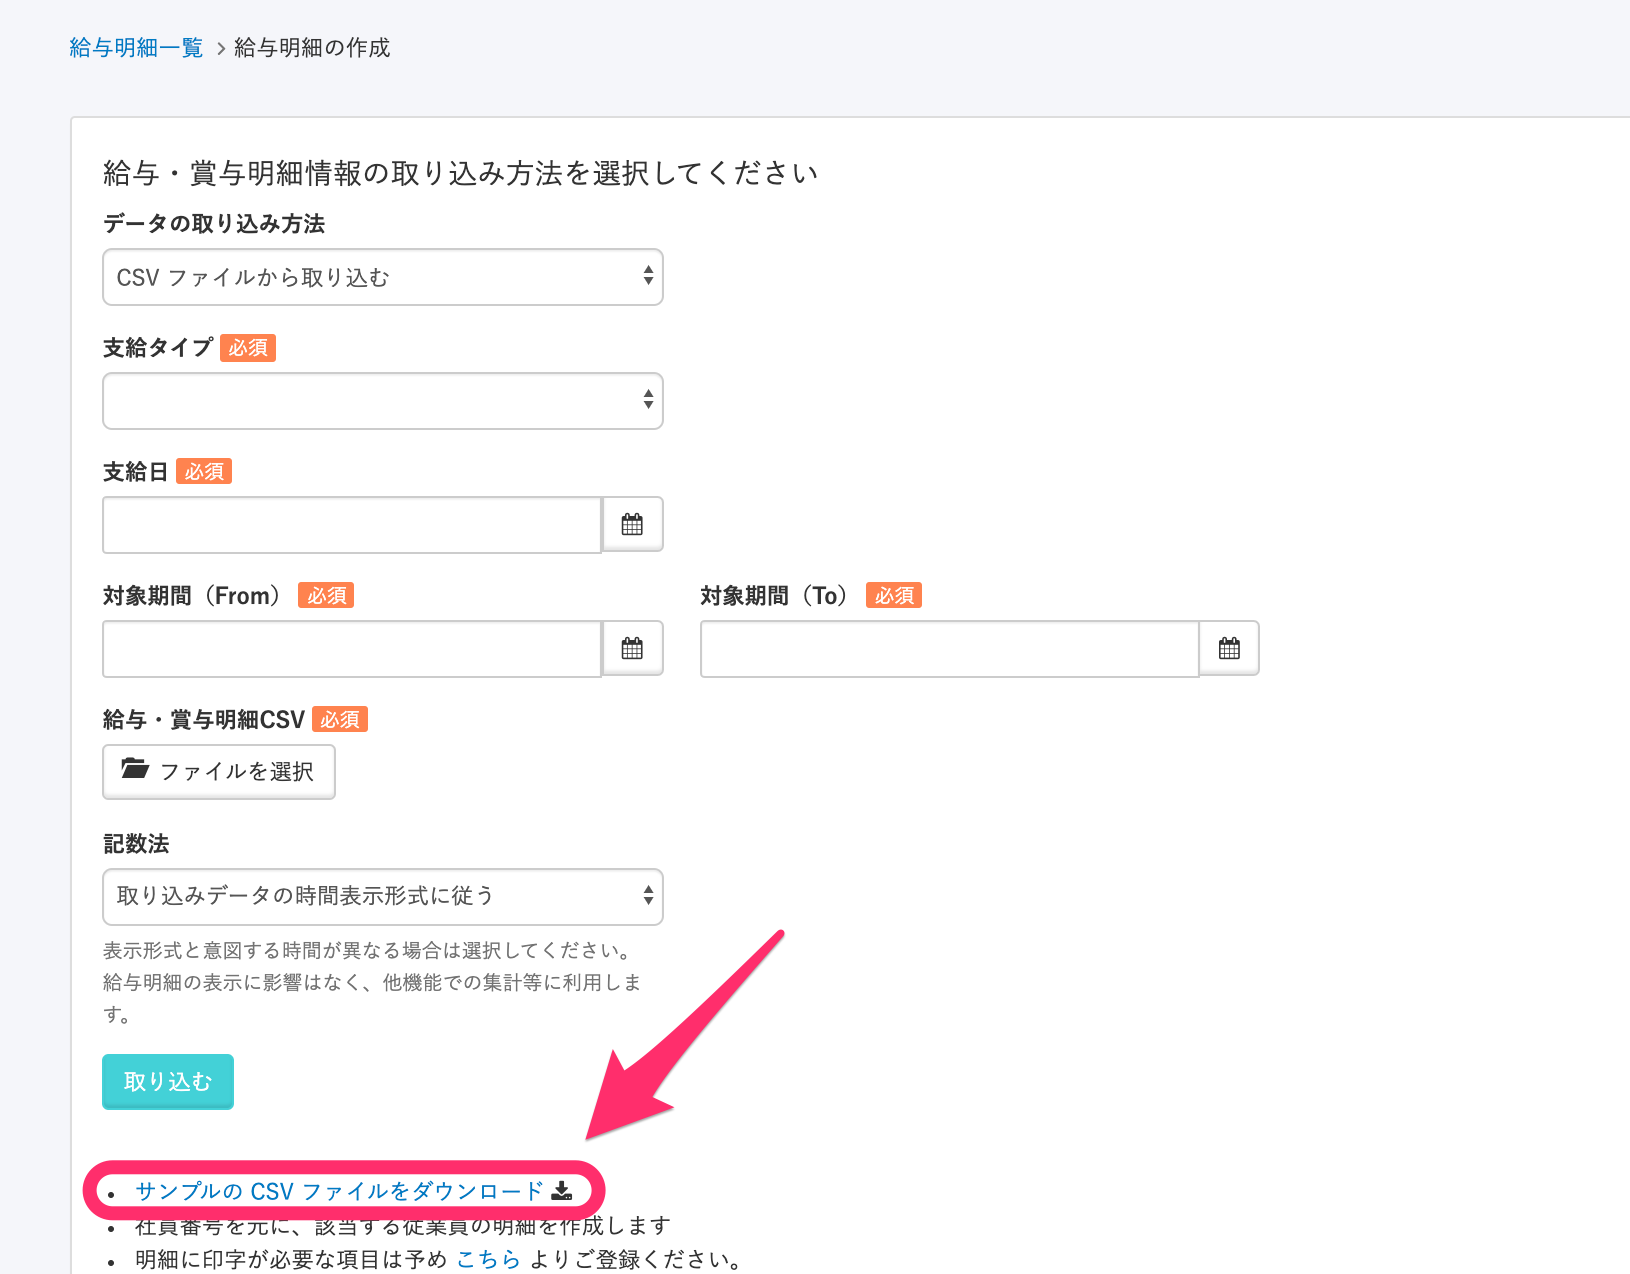 給与明細一覧 > 給与明細の作成
給与・賞与明細情報の取り込み方法を選択してください
データの取り込み方法
CSV ファイルから取り込む
支給タイプ 必須
支給日 必須
対象期間（From） 必須 対象期間（To） 必須
給与・賞与明細CSV 必須
ファイルを選択
記数法
取り込みデータの時間表示形式に従う
表示形式と意図する時間が異なる場合は選択してください。
給与明細の表示に影響はなく、他機能での集計等に利用しま
す。
取り込む
• サンプルの CSV ファイルをダウンロード
• 社員番号を元に、該当する従業員の明細を作成します
• 明細に印字が必要な項目は予め こちら よりご登録ください。